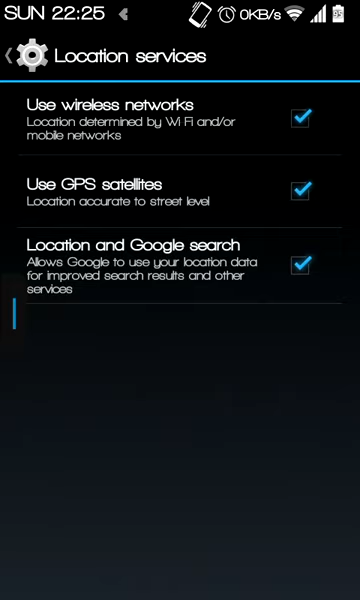 SUN 22:25 0KB/s 95
Location services
Use wireless networks
Location determined by Wi Fi and/or
mobile networks
Use GPS satellites
Location accurate to street level
Location and Google search
Allows Google to use your location data
for improved search results and other
services